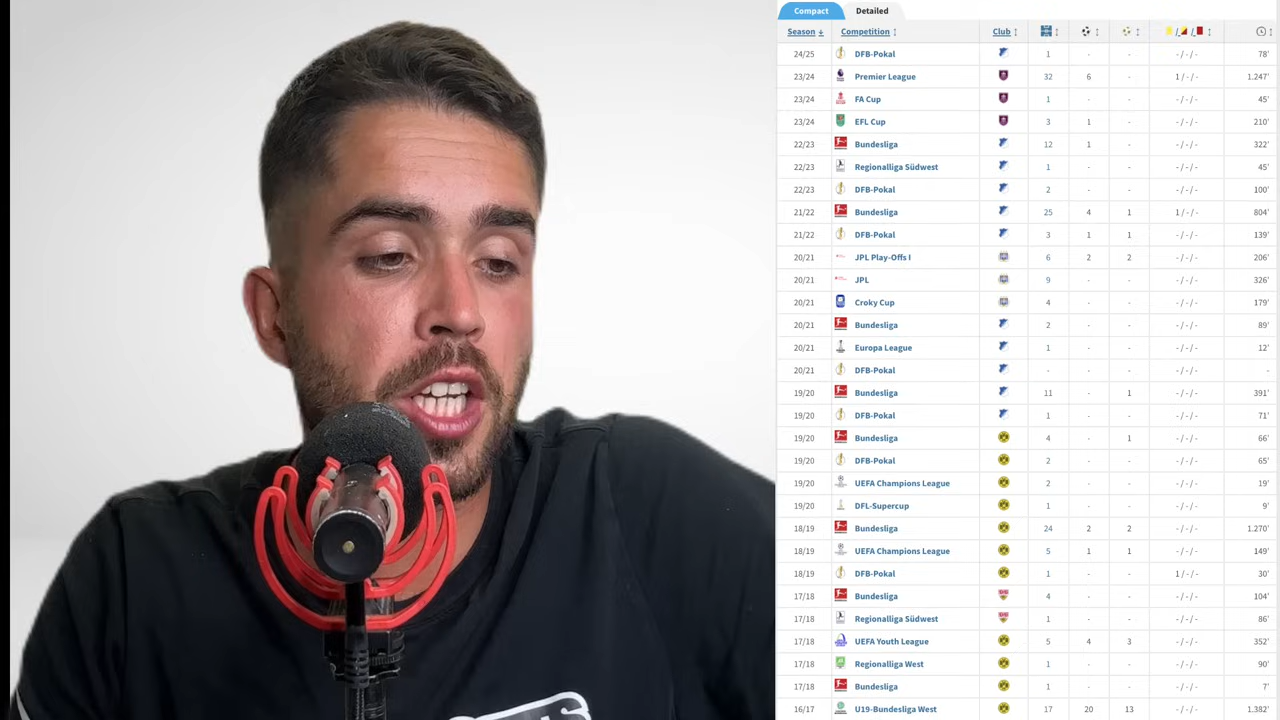 Compact Detailed
Season Competition Club
24/25 DFB-Pokal 1 - - - / - / - 78'
23/24 Premier League 32 6 - 1 / - / - 1.247'
23/24 FA Cup 1 - - - / - / - 45'
23/24 EFL Cup 3 1 - - / - / - 210'
22/23 Bundesliga 12 1 - - / - / - 322'
22/23 Regionalliga Südwest 1 - - - / - / - 45'
22/23 DFB-Pokal 2 - - - / - / - 100'
21/22 Bundesliga 25 4 1 1 / - / - 804'
21/22 DFB-Pokal 3 1 1 - / - / - 139'
20/21 JPL Play-Offs I 6 2 2 - / - / - 209'
20/21 JPL 9 - - - / - / - 326'
20/21 Croky Cup 4 - - - / - / - 179'
20/21 Bundesliga 2 - - - / - / - 89'
20/21 Europa League 1 - - - / - / - 12'
20/21 DFB-Pokal - - - - / - / - -
19/20 Bundesliga 11 - 1 - / - / - 391'
19/20 DFB-Pokal 1 - - - / - / - 71'
19/20 Bundesliga 4 - 1 - / - / - 66'
19/20 DFB-Pokal 2 - - - / - / - 65'
19/20 UEFA Champions League 2 - - - / - / - 19'
19/20 DFL-Supercup 1 - - - / - / - 9'
18/19 Bundesliga 24 2 2 - / - / - 1.270'
18/19 UEFA Champions League 5 1 1 - / - / - 149'
18/19 DFB-Pokal 1 - - 1 / - / - 30'
17/18 Bundesliga 4 - - - / - / - 104'
17/18 Regionalliga Südwest 1 - - - / - / - 86'
17/18 UEFA Youth League 5 4 3 - / - / -
17/18 Regionalliga West 1 - - - / - / - 90'
17/18 Bundesliga 1 - - - / - / -
16/17 U19-Bundesliga West 17 - 13 - / - / -